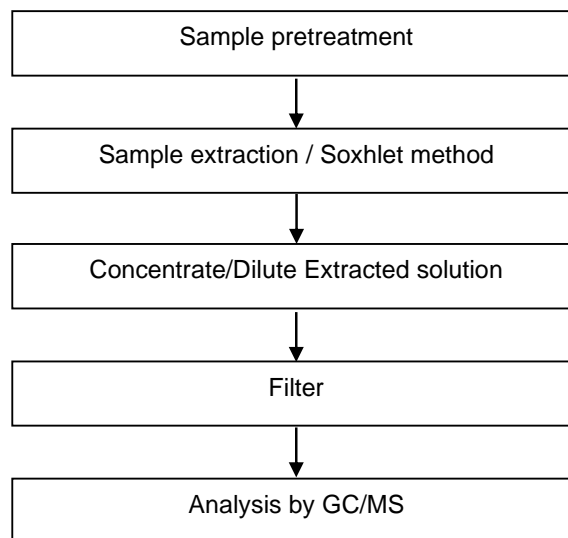 Sample pretreatment
Sample extraction / Soxhlet method
Concentrate/Dilute Extracted solution
Filter
Analysis by GC/MS